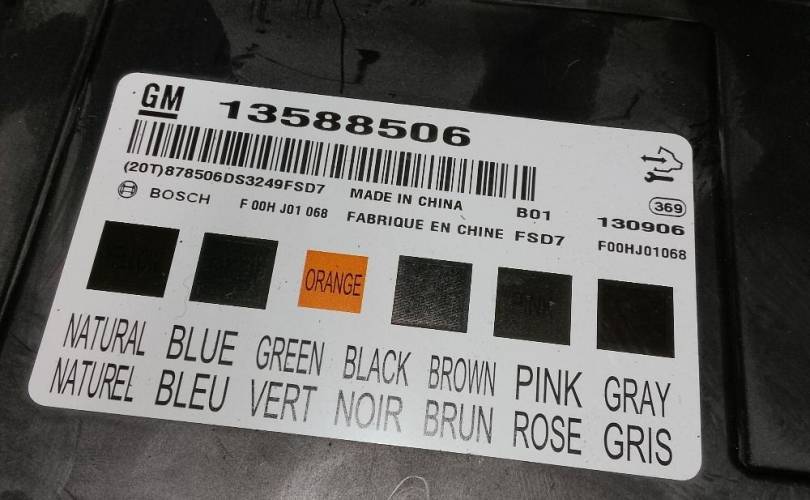 GM 13588506
(20T)878506DS3249FSD7 MADE IN CHINA B01 369
BOSCH F 00H J01 068 FABRIQUE EN CHINE FSD7 130906
F00HJ01068
ORANGE PINK
NATURAL BLUE GREEN BLACK BROWN PINK GRAY
NATUREL BLEU VERT NOIR BRUN ROSE GRIS